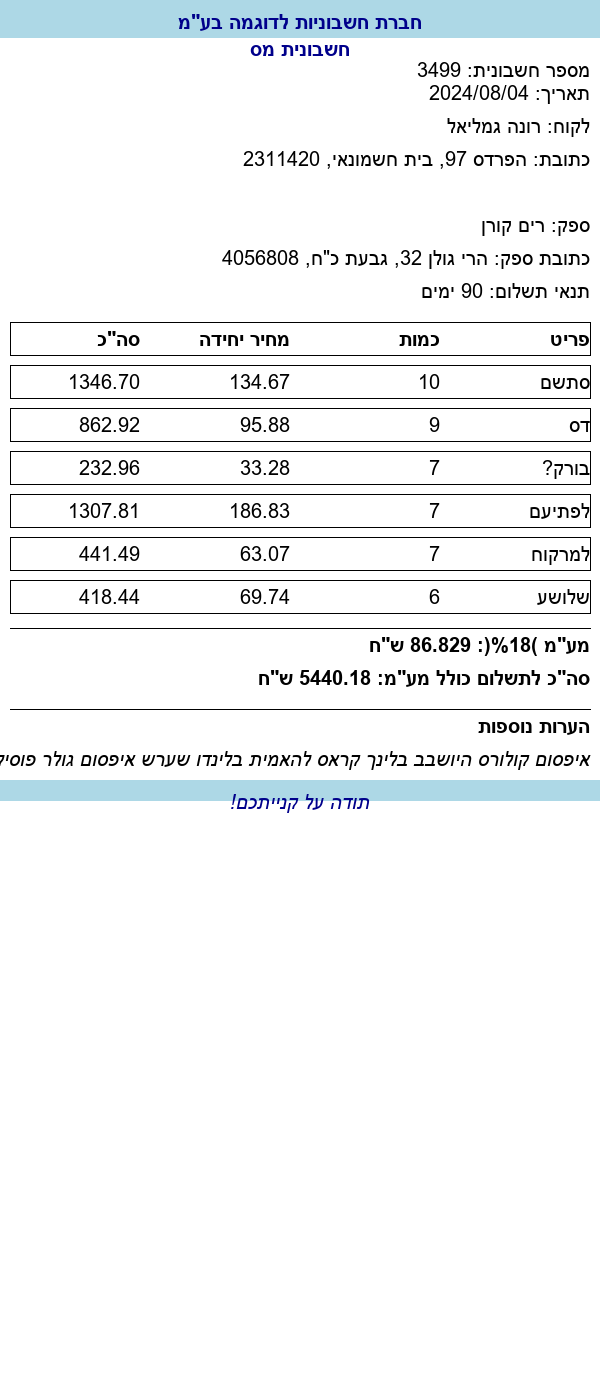 חברת חשבוניות לדוגמה בע"מ
חשבונית מס
מספר חשבונית: 3499
תאריך: 2024/08/04
לקוח: רונה גמליאל
כתובת: הפרדס 97, בית חשמונאי, 2311420
ספק: רים קורן
כתובת ספק: הרי גולן 32, גבעת כ"ח, 4056808
תנאי תשלום: 90 ימים
פריט כמות מחיר יחידה סה"כ
סתשם 10 134.67 1346.70
דס 9 95.88 862.92
בורק? 7 33.28 232.96
לפתיעם 7 186.83 1307.81
למרקוח 7 63.07 441.49
שלושע 6 69.74 418.44
מע"מ )18%(: 86.829 ש"ח
סה"כ לתשלום כולל מע"מ: 5440.18 ש"ח
הערות נוספות
איפסום קולורס היושבב בלינך קראס להאמית בלינדו שערש איפסום גולר
תודה על קנייתכם!